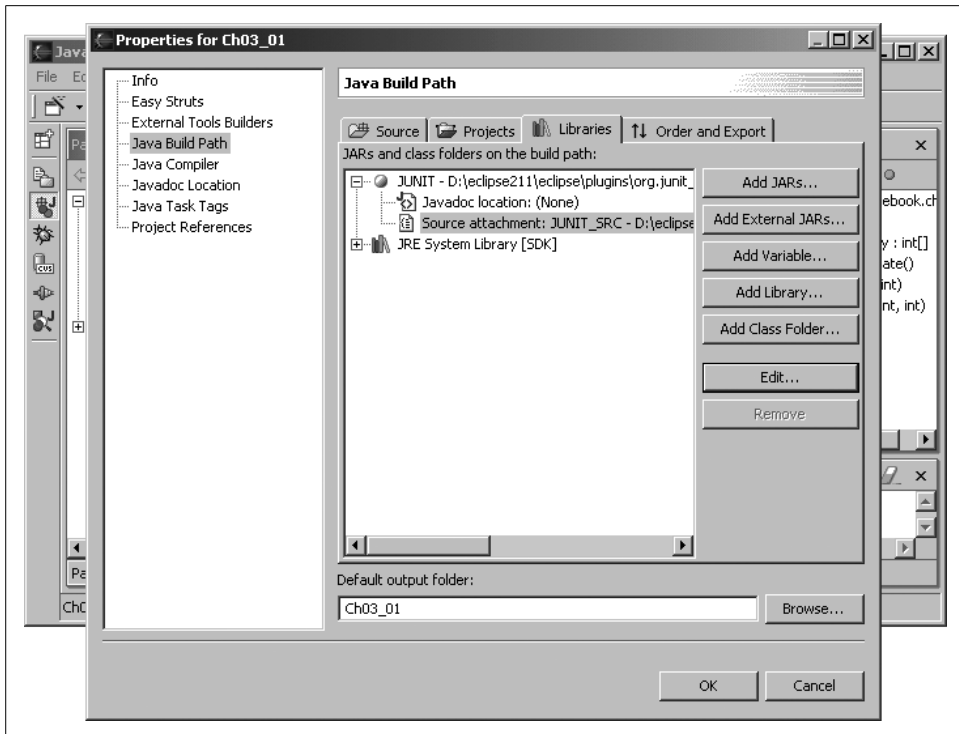 Properties for Ch03_01
Java
File Ed
Info
Easy Struts
External Tools Builders
Java Build Path
Java Compiler
Javadoc Location
Java Task Tags
Project References
Java Build Path
Source
Projects
Libraries
Order and Export
JARs and class folders on the build path:
JUNIT - D:\eclipse211\eclipse\plugins\org.junit_
Javadoc location: (None)
Source attachment: JUNIT_SRC - D:\eclipse
JRE System Library [SDK]
Add JARs...
Add External JARs...
Add Variable...
Add Library...
Add Class Folder...
Edit...
Remove
Default output folder:
Ch03_01
Browse...
OK
Cancel
Pa
cvs
Pa
Ch0
ebook.ch
y : int[]
ate()
int)
nt, int)